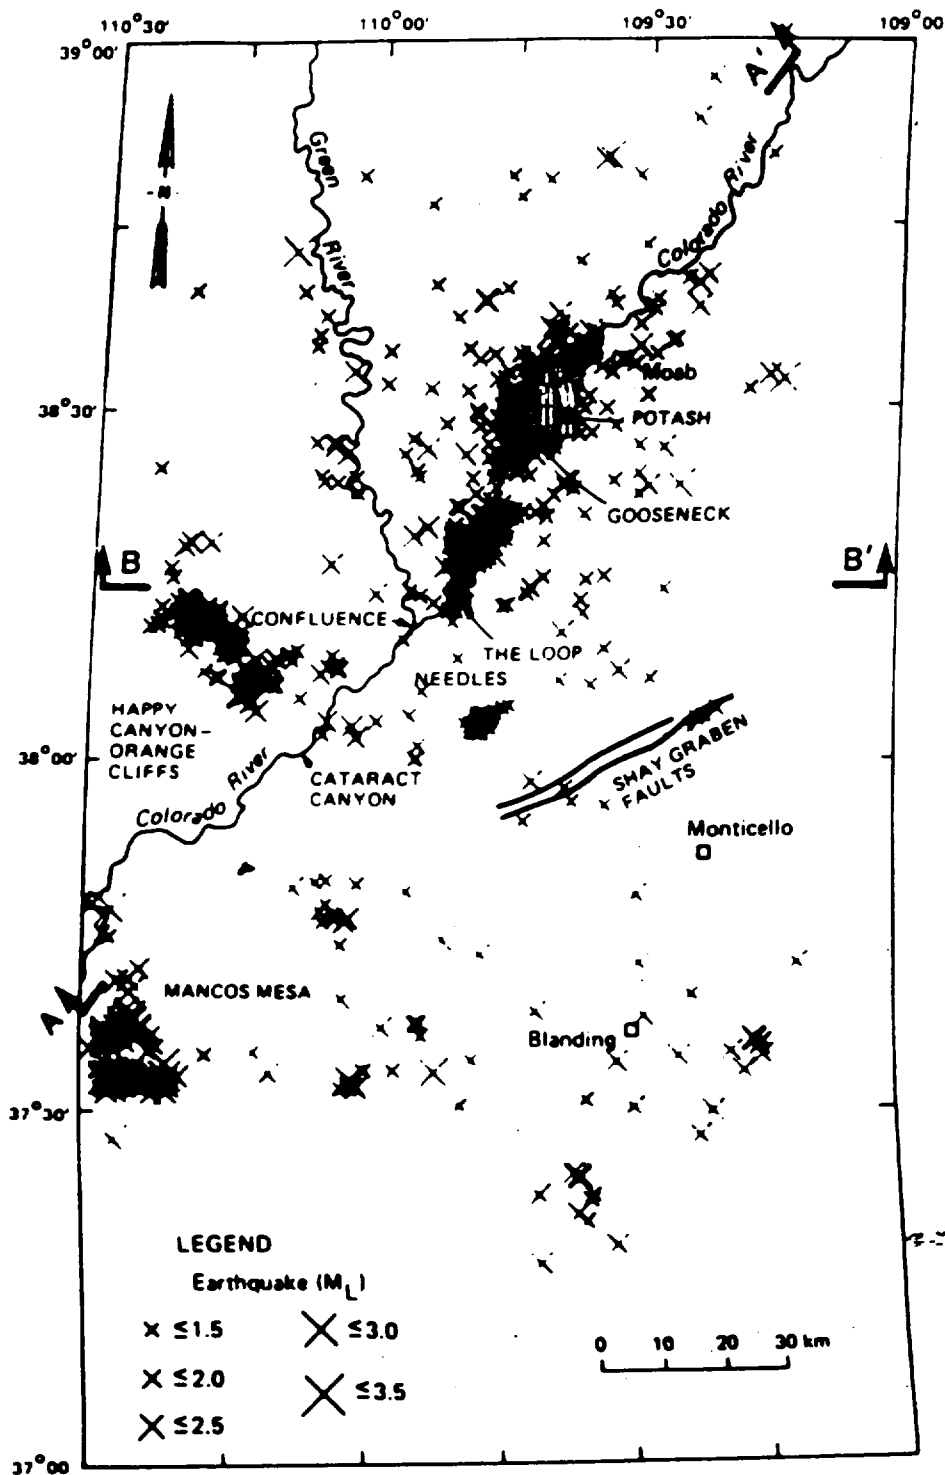 110°30'
110°00'
109°30'
109°00'
39°00'
A'
N
Green
River
Colorado River
Moab
38°30'
POTASH
GOOSENECK
B
B'
CONFLUENCE
THE LOOP
NEEDLES
HAPPY
CANYON–
ORANGE
CLIFFS
38°00'
SHAY GRABEN
FAULTS
CATARACT
CANYON
Colorado River
Monticello
MANCOS MESA
A
Blanding
37°30'
LEGEND
Earthquake (M_L)
≤1.5
≤3.0
≤2.0
≤3.5
≤2.5
0 10 20 30 km
37°00